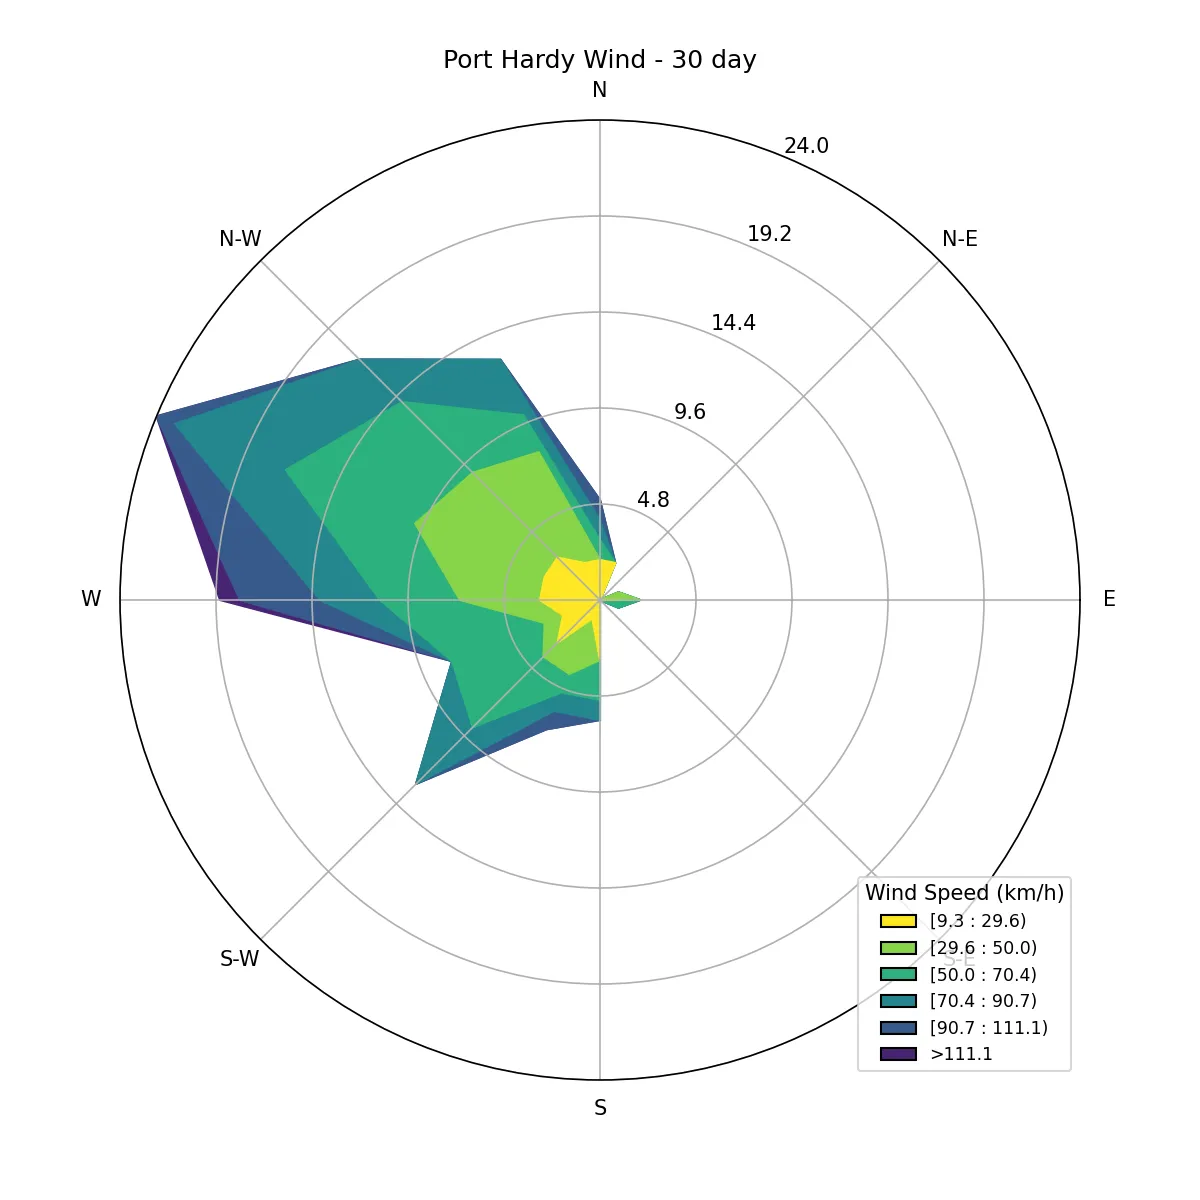 Port Hardy Wind - 30 day
N
24.0
N-W
19.2
N-E
14.4
9.6
4.8
W
E
Wind Speed (km/h)
[9.3 : 29.6)
[29.6 : 50.0)
S-W
S-E
[50.0 : 70.4)
[70.4 : 90.7)
[90.7 : 111.1)
>111.1
S